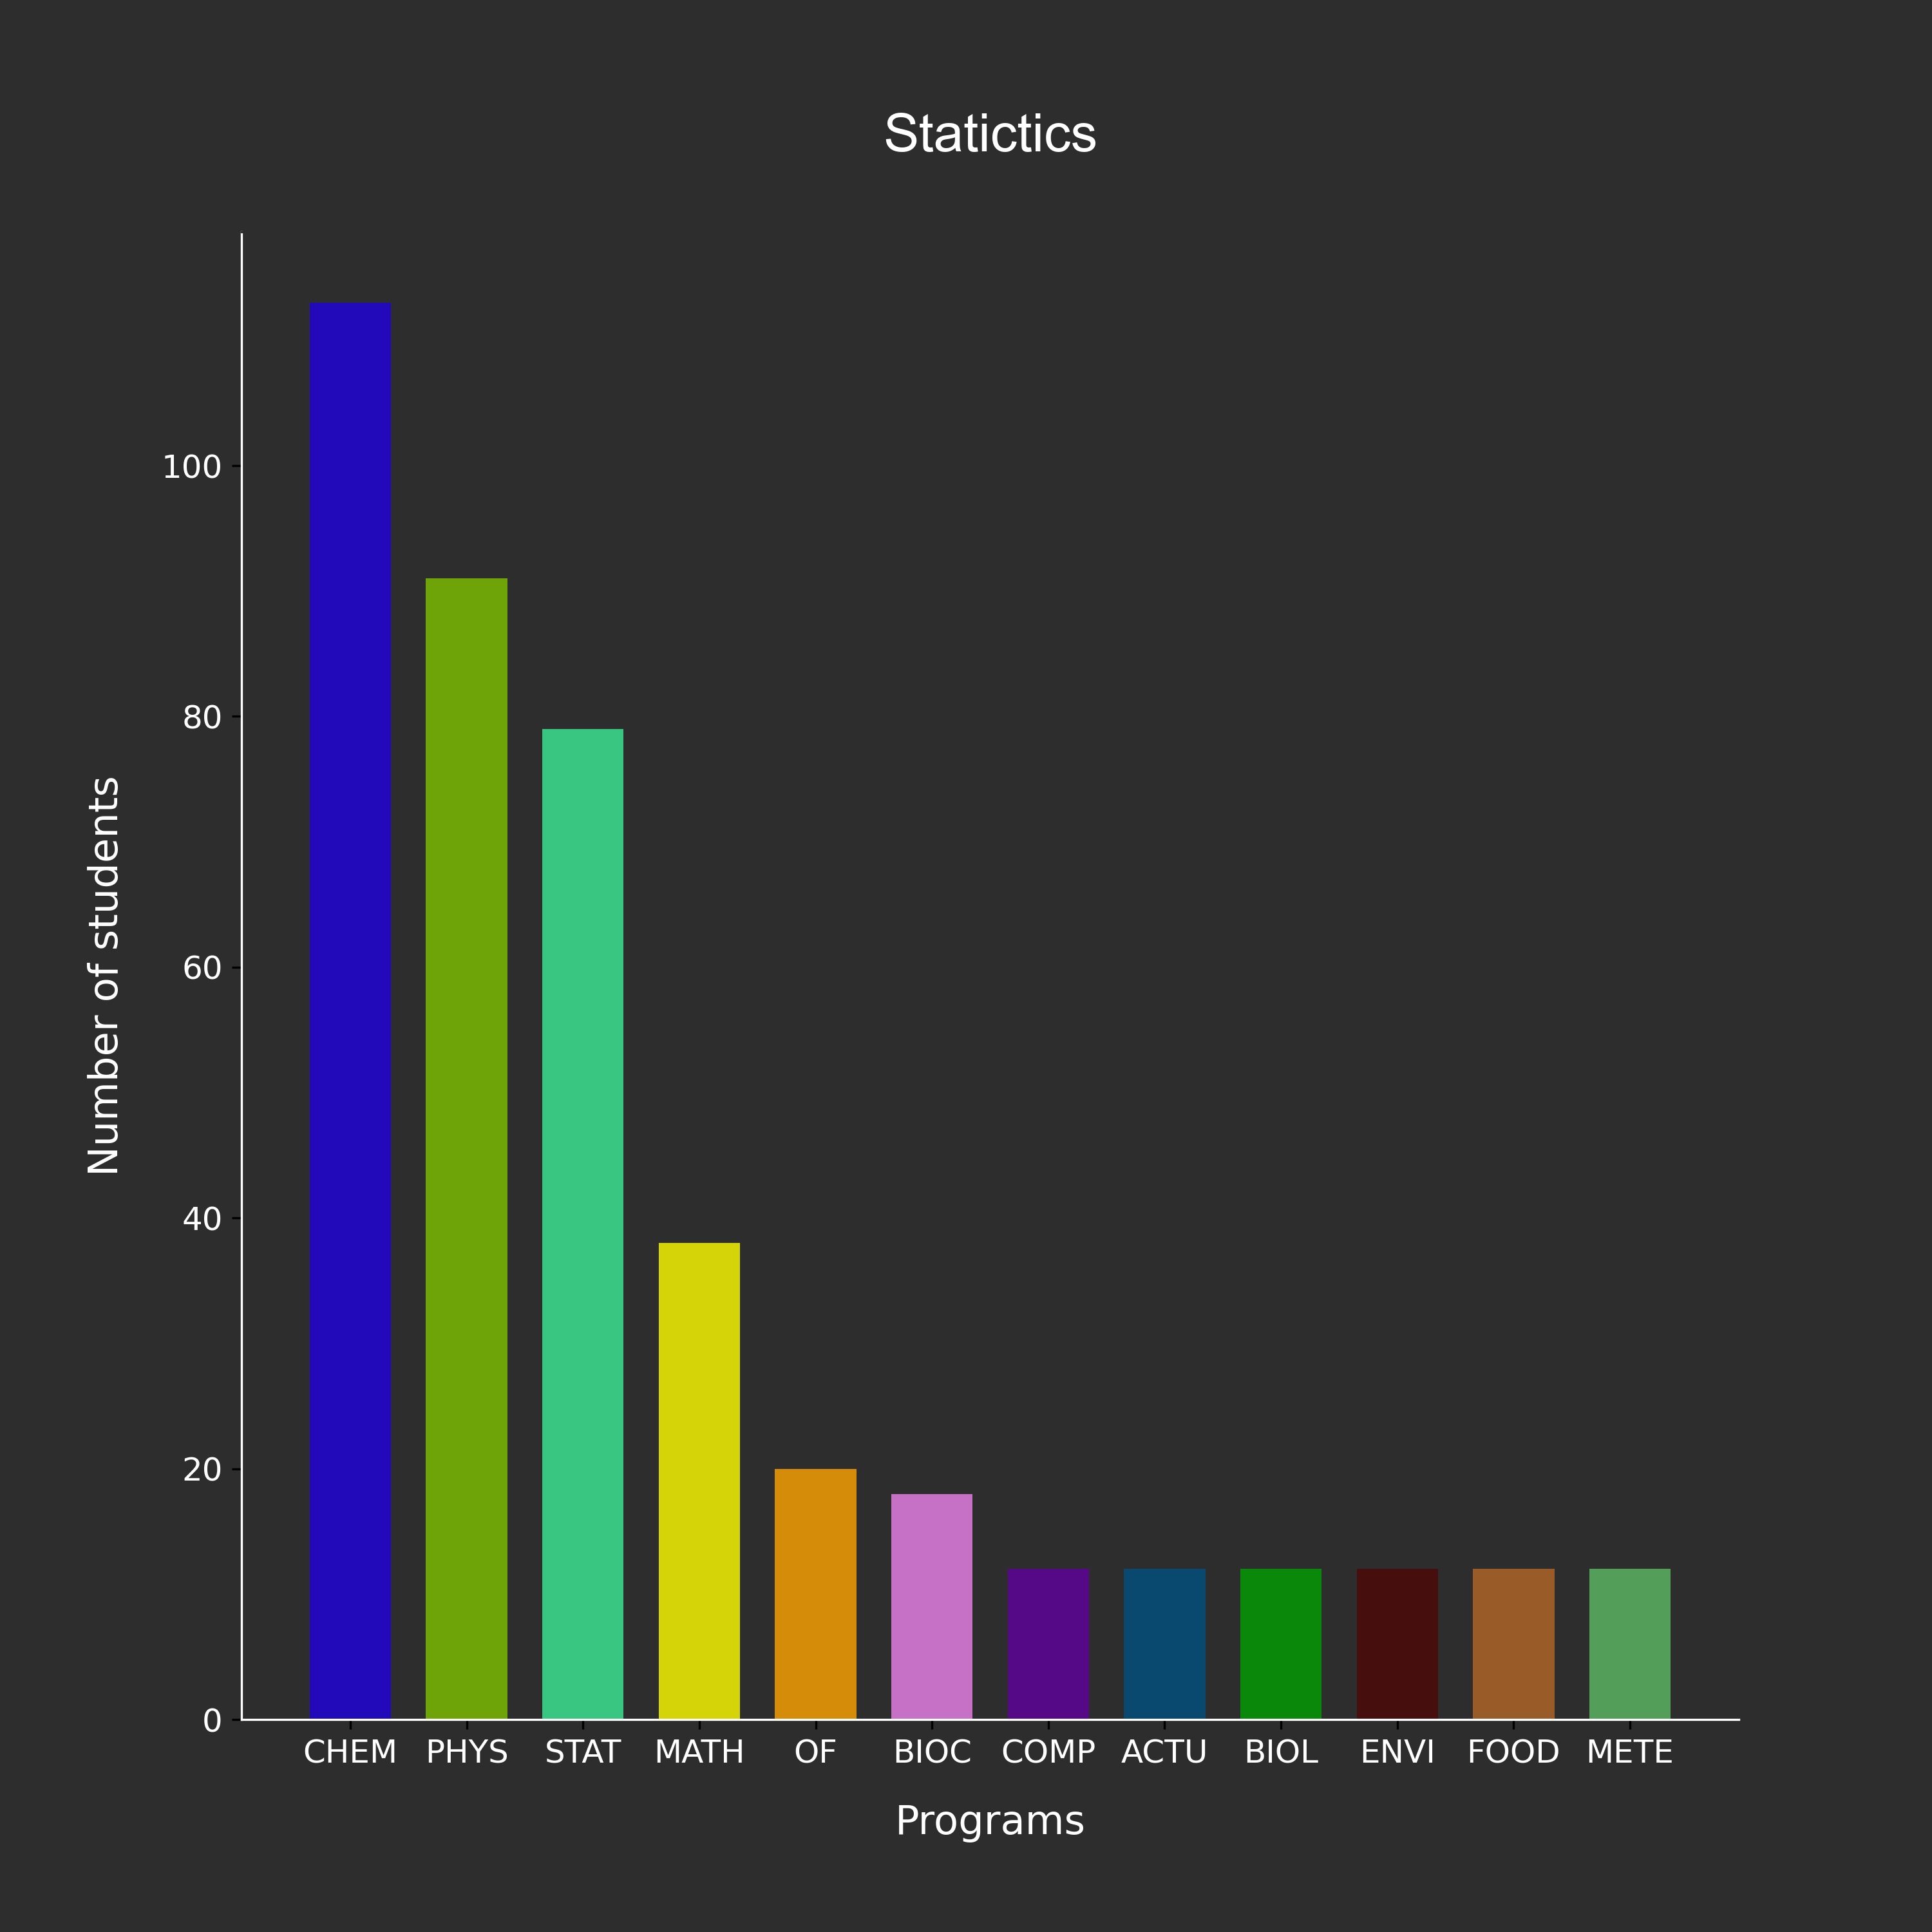 Statictics
100
80
60
40
20
0
Number of students
CHEM PHYS STAT MATH OF BIOC COMP ACTU BIOL ENVI FOOD METE
Programs